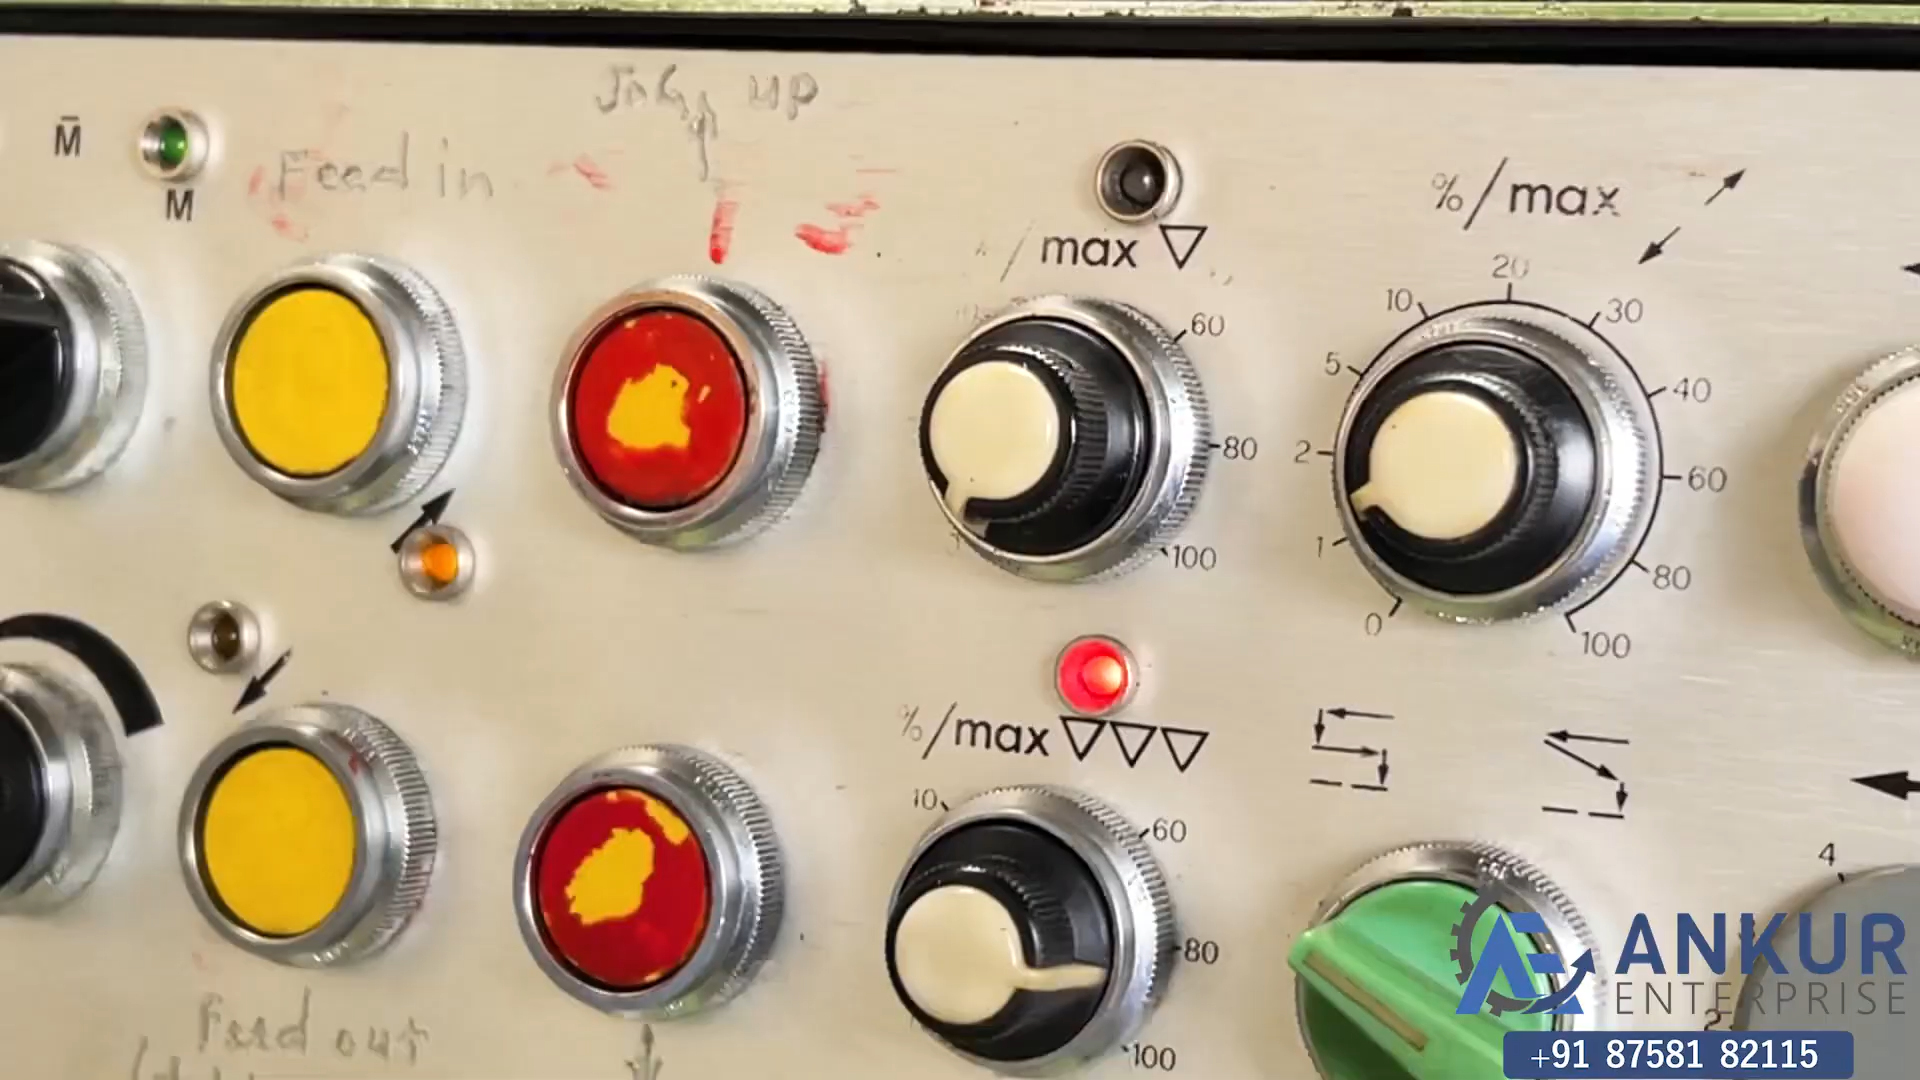 M̄
M
Feed in
JoG UP
/ max ▽
60
80
100
%/max
0
1
2
5
10
20
30
40
60
80
100
%/max ▽▽▽
10
60
80
100
4
2
Feed out
ANKUR
ENTERPRISE
+91 87581 82115